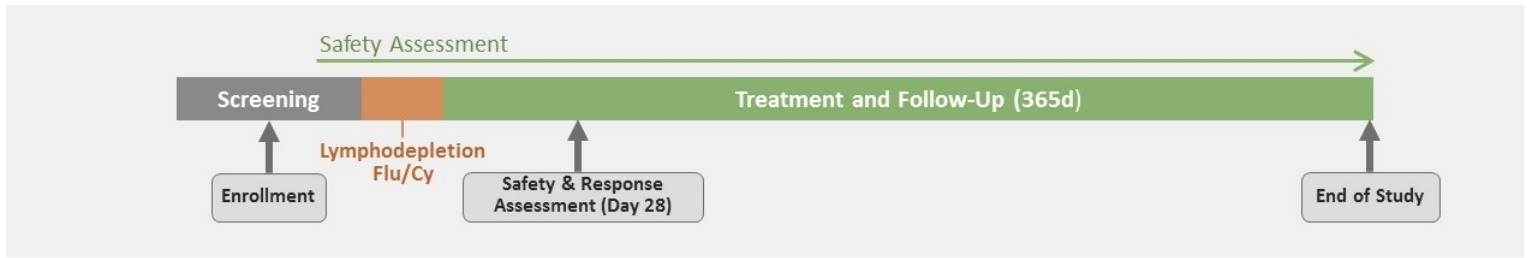 Safety Assessment
Screening
Treatment and Follow-Up (365d)
Lymphodepletion
Flu/Cy
Enrollment
Safety & Response
Assessment (Day 28)
End of Study